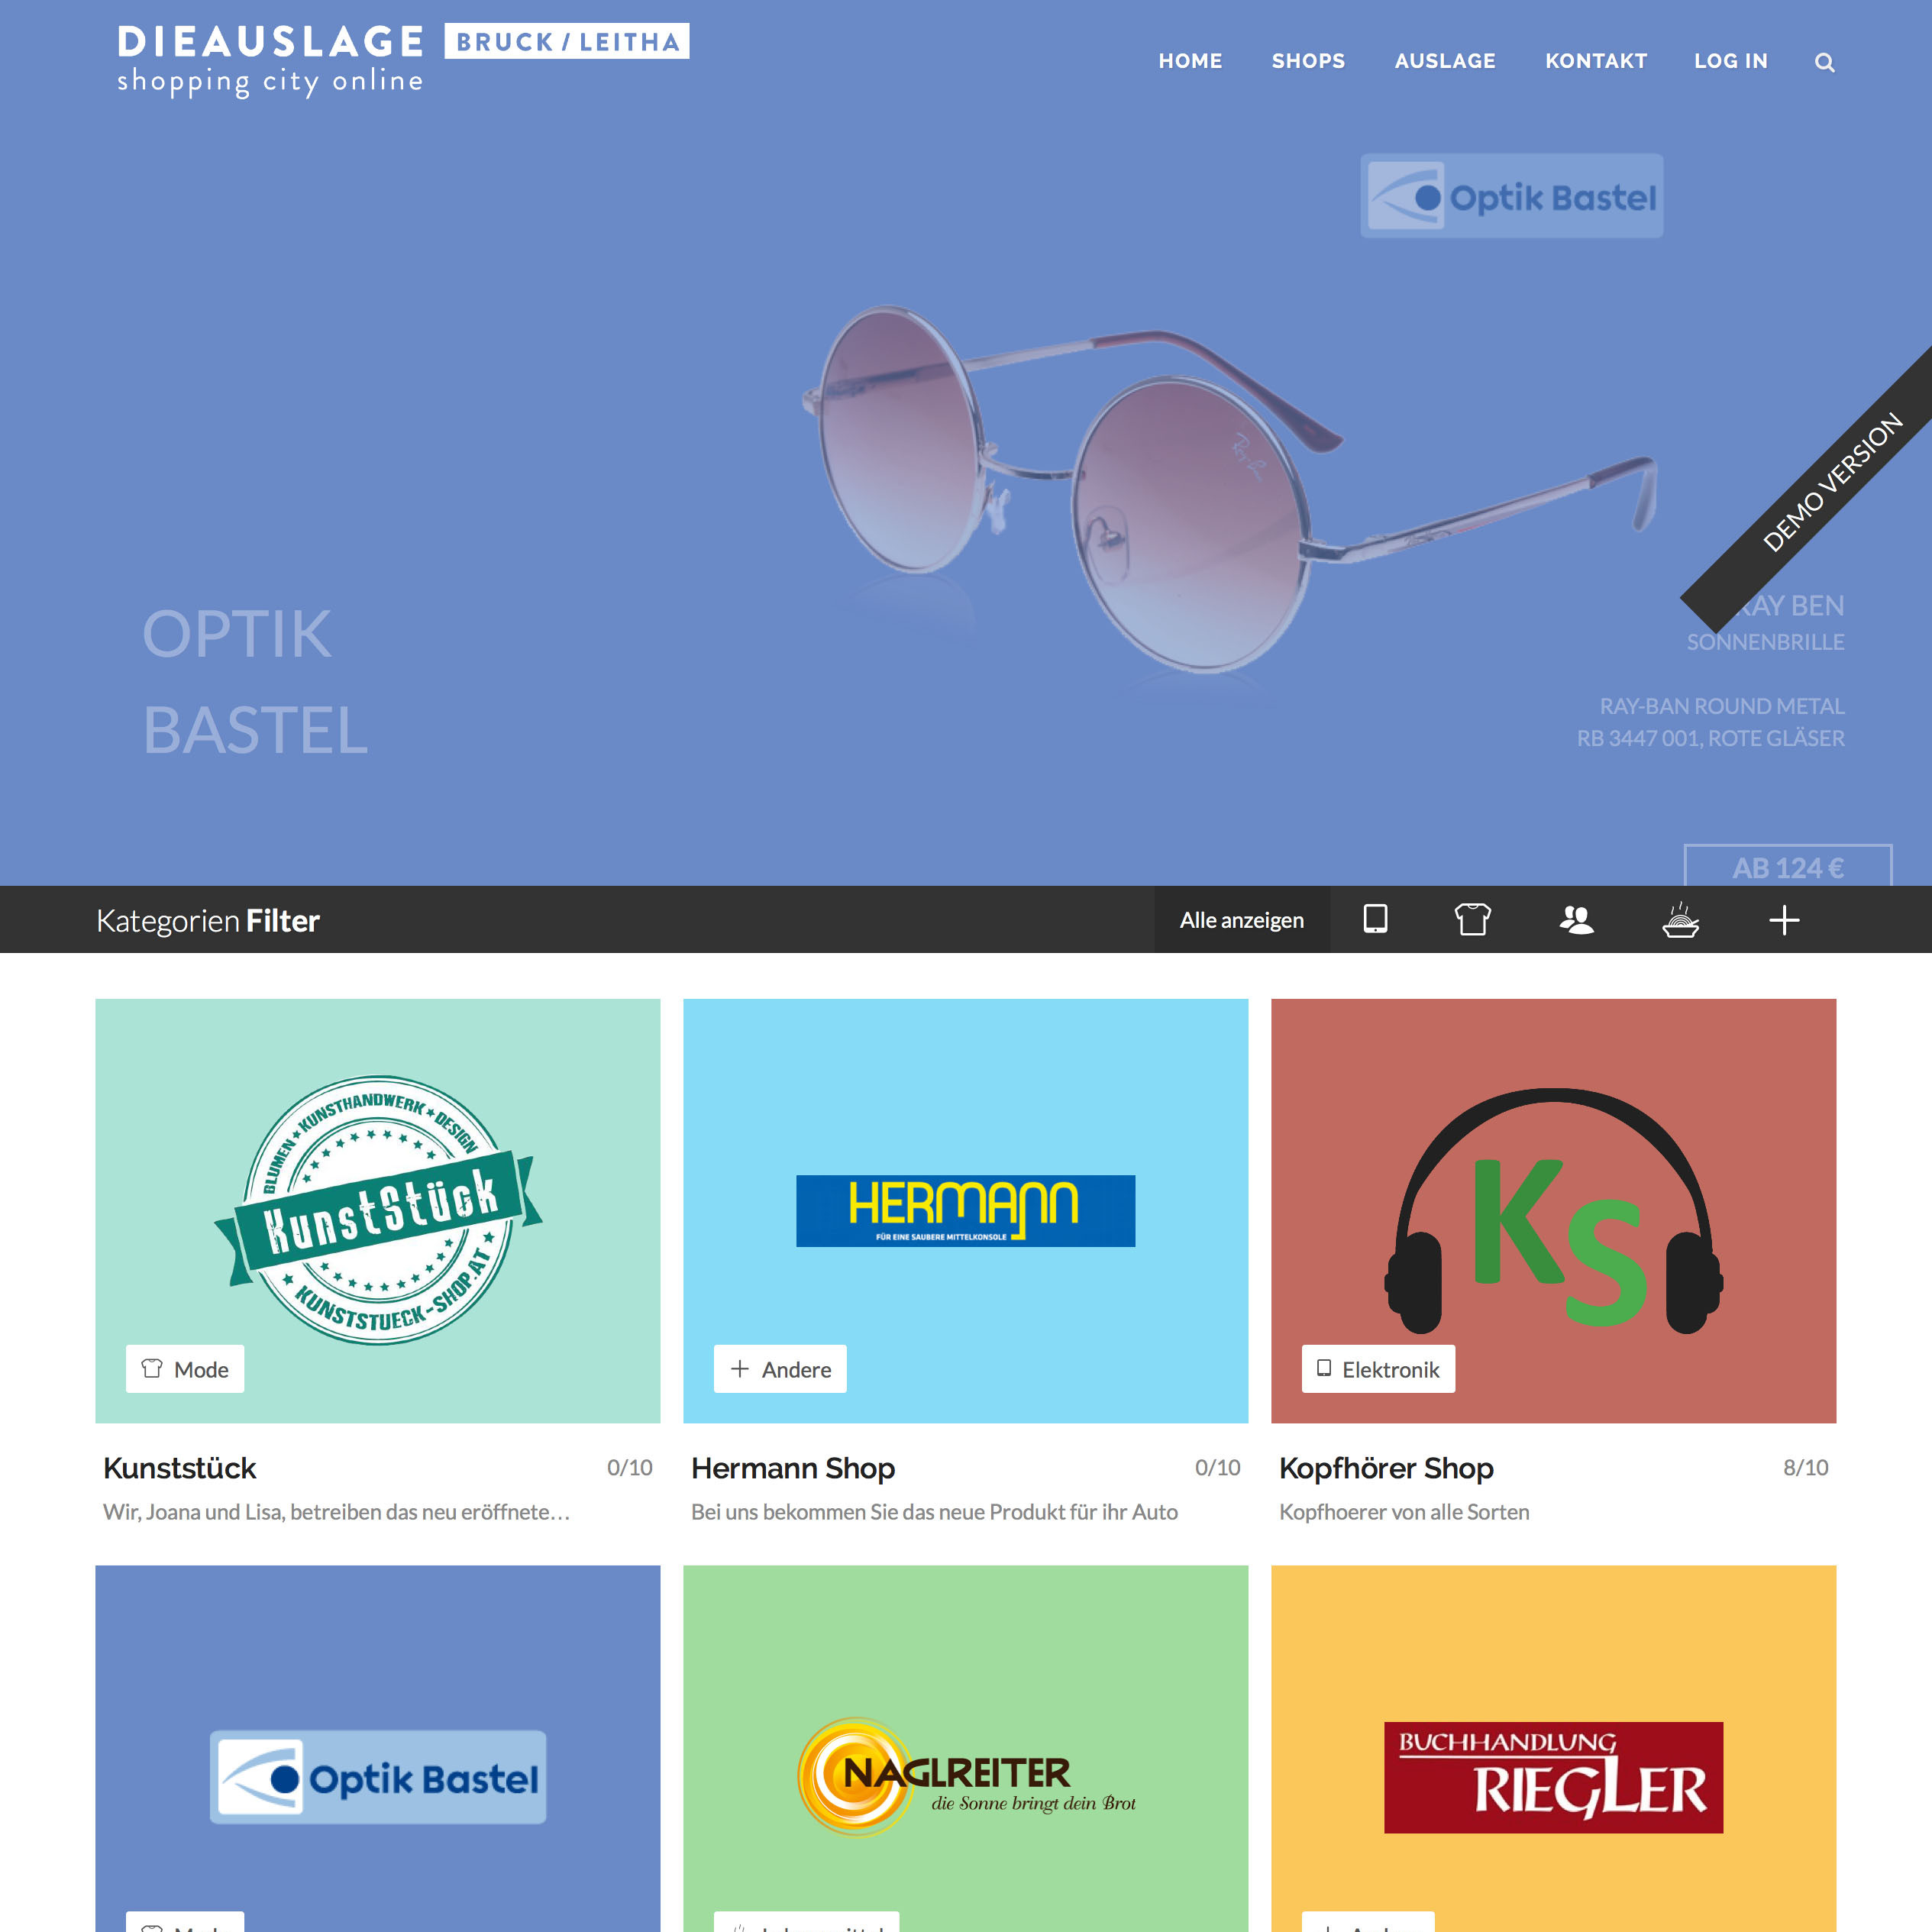 DIEAUSLAGE BRUCK / LEITHA
shopping city online
HOME SHOPS AUSLAGE KONTAKT LOG IN
Optik Bastel
Ray-Ban
DEMO VERSION
OPTIK
BASTEL
RAY BEN
SONNENBRILLE
RAY-BAN ROUND METAL
RB 3447 001, ROTE GLÄSER
AB 124 €
Kategorien Filter
Alle anzeigen
BLUMEN ★ KUNSTHANDWERK ★ DESIGN
KunstStück
★ KUNSTSTUECK-SHOP.AT ★
Mode
HERMANN
FÜR EINE SAUBERE MITTELKONSOLE
Andere
KS
Elektronik
Kunststück 0/10
Wir, Joana und Lisa, betreiben das neu eröffnete…
Hermann Shop 0/10
Bei uns bekommen Sie das neue Produkt für ihr Auto
Kopfhörer Shop 8/10
Kopfhoerer von alle Sorten
Optik Bastel
NAGLREITER
die Sonne bringt dein Brot
BUCHHANDLUNG
RIEGLER